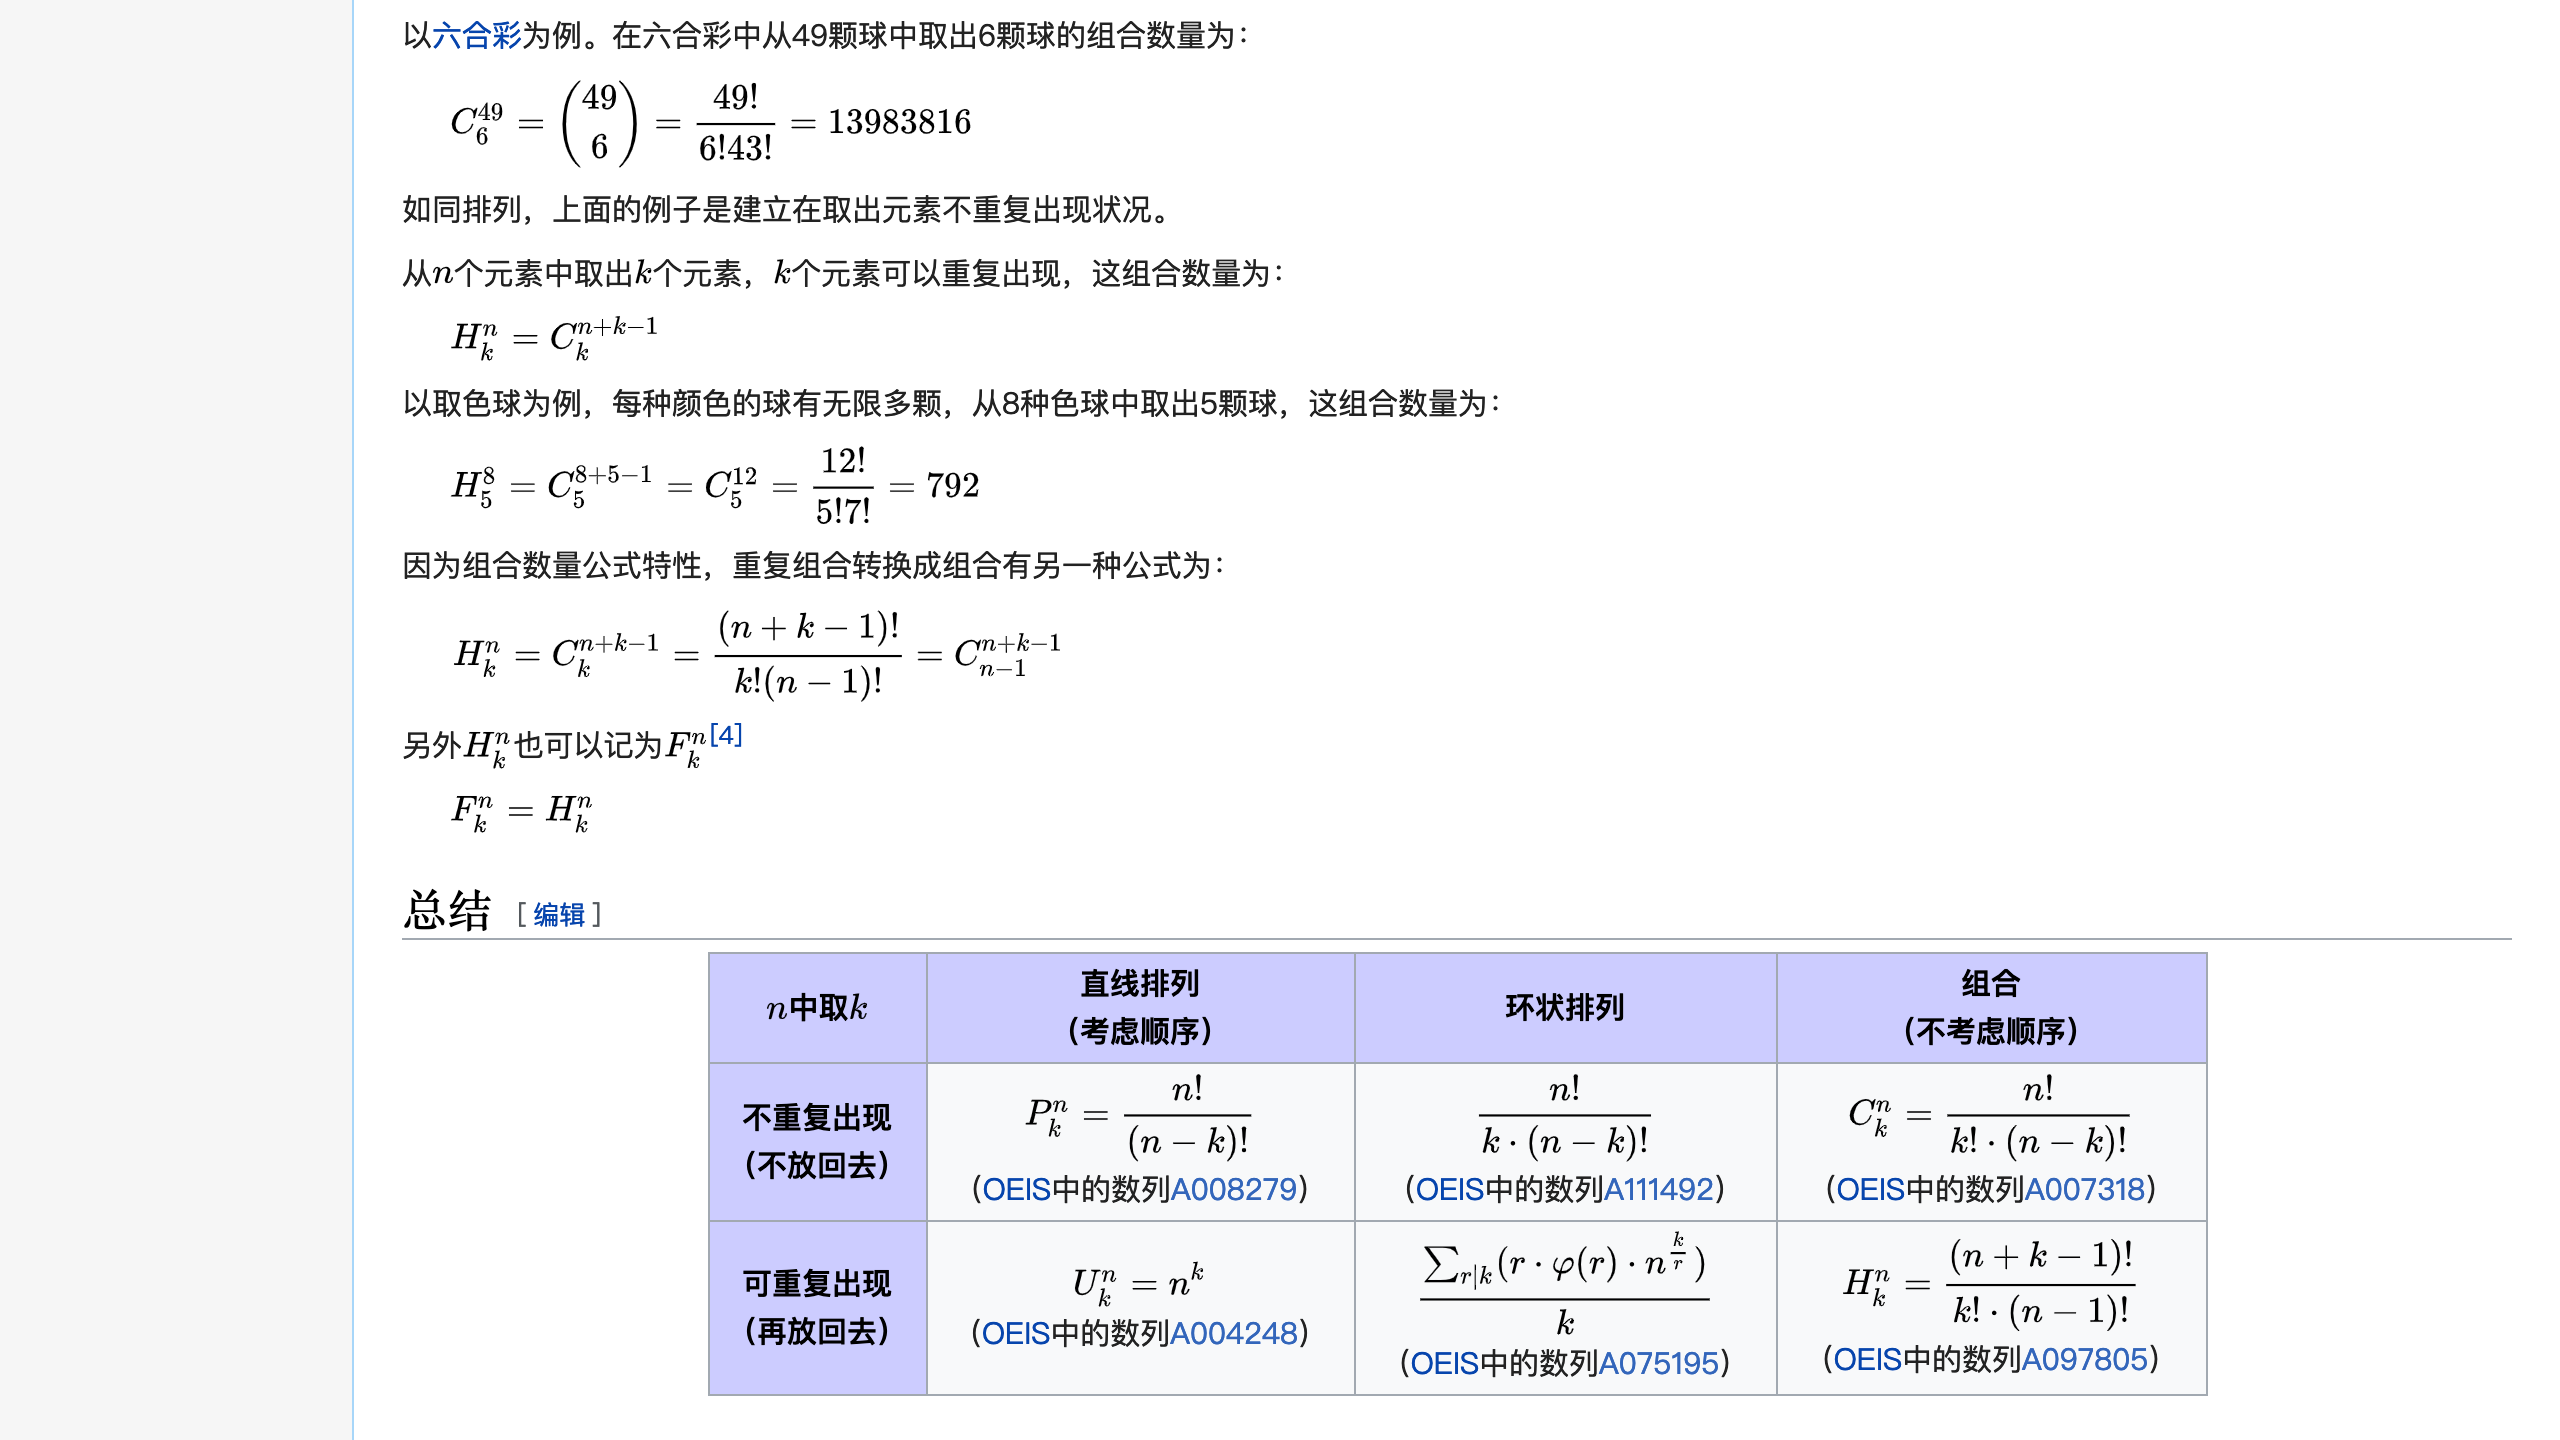 以六合彩为例。在六合彩中从49颗球中取出6颗球的组合数量为：
$C_6^{49} = \binom{49}{6} = \frac{49!}{6!43!} = 13983816$
如同排列，上面的例子是建立在取出元素不重复出现状况。
从$n$个元素中取出$k$个元素，$k$个元素可以重复出现，这组合数量为：
$H_k^n = C_k^{n+k-1}$
以取色球为例，每种颜色的球有无限多颗，从8种色球中取出5颗球，这组合数量为：
$H_5^8 = C_5^{8+5-1} = C_5^{12} = \frac{12!}{5!7!} = 792$
因为组合数量公式特性，重复组合转换成组合有另一种公式为：
$H_k^n = C_k^{n+k-1} = \frac{(n+k-1)!}{k!(n-1)!} = C_{n-1}^{n+k-1}$
另外$H_k^n$也可以记为$F_k^n$[4]
$F_k^n = H_k^n$
总结 [编辑]
$n$中取$k$
直线排列
（考虑顺序）
环状排列
组合
（不考虑顺序）
不重复出现
（不放回去）
$P_k^n = \frac{n!}{(n-k)!}$
（OEIS中的数列A008279）
$\frac{n!}{k \cdot (n-k)!}$
（OEIS中的数列A111492）
$C_k^n = \frac{n!}{k! \cdot (n-k)!}$
（OEIS中的数列A007318）
可重复出现
（再放回去）
$U_k^n = n^k$
（OEIS中的数列A004248）
$\frac{\sum_{r|k}(r \cdot \varphi(r) \cdot n^{\frac{k}{r}})}{k}$
（OEIS中的数列A075195）
$H_k^n = \frac{(n+k-1)!}{k! \cdot (n-1)!}$
（OEIS中的数列A097805）